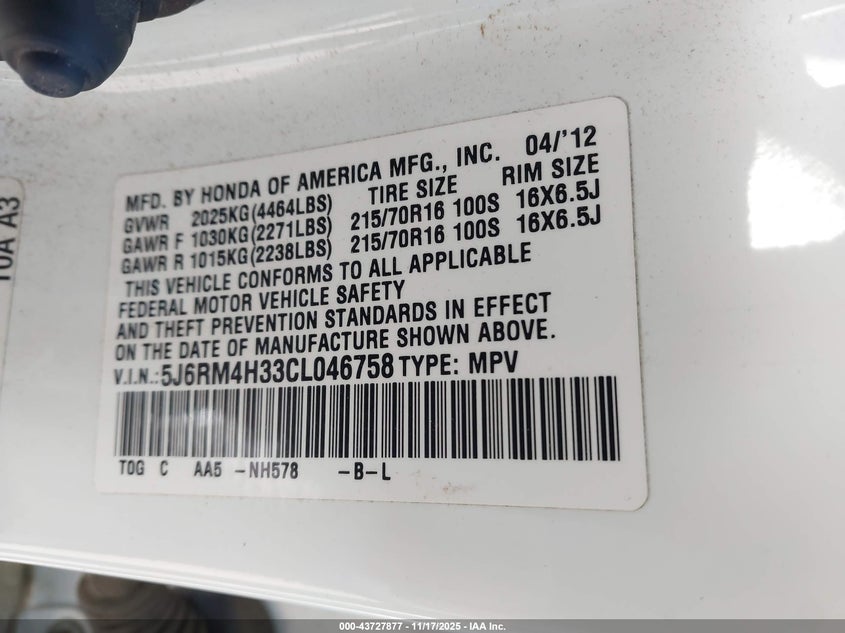 10A A3
MFD. BY HONDA OF AMERICA MFG., INC. 04/'12
GVWR 2025KG(4464LBS) TIRE SIZE RIM SIZE
GAWR F 1030KG(2271LBS) 215/70R16 100S 16X6.5J
GAWR R 1015KG(2238LBS) 215/70R16 100S 16X6.5J
THIS VEHICLE CONFORMS TO ALL APPLICABLE
FEDERAL MOTOR VEHICLE SAFETY
AND THEFT PREVENTION STANDARDS IN EFFECT
ON THE DATE OF MANUFACTURE SHOWN ABOVE.
V.I.N.:5J6RM4H33CL046758 TYPE: MPV
T0G C AA5 -NH578 -B-L
000-43727877 — 11/17/2025 - IAA Inc.